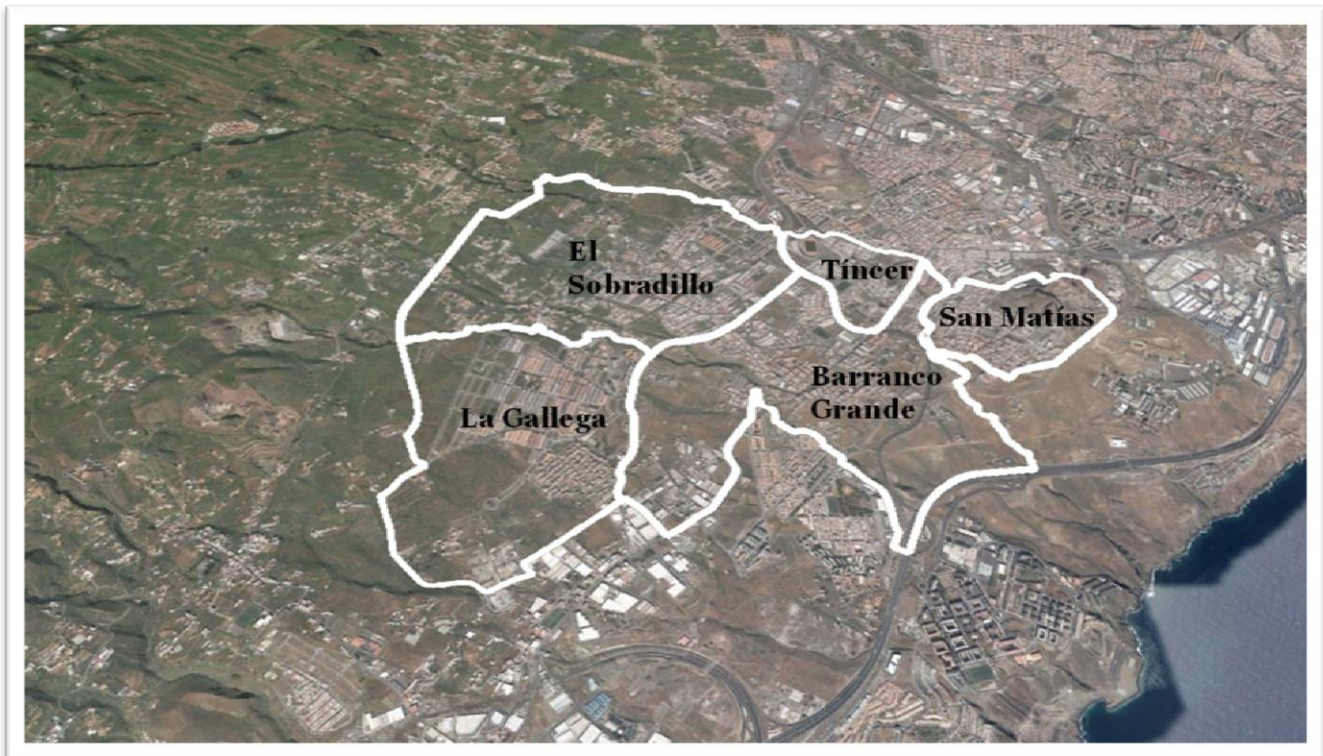 El
Sobradillo
Tíncer
San Matías
Barranco
Grande
La Gallega